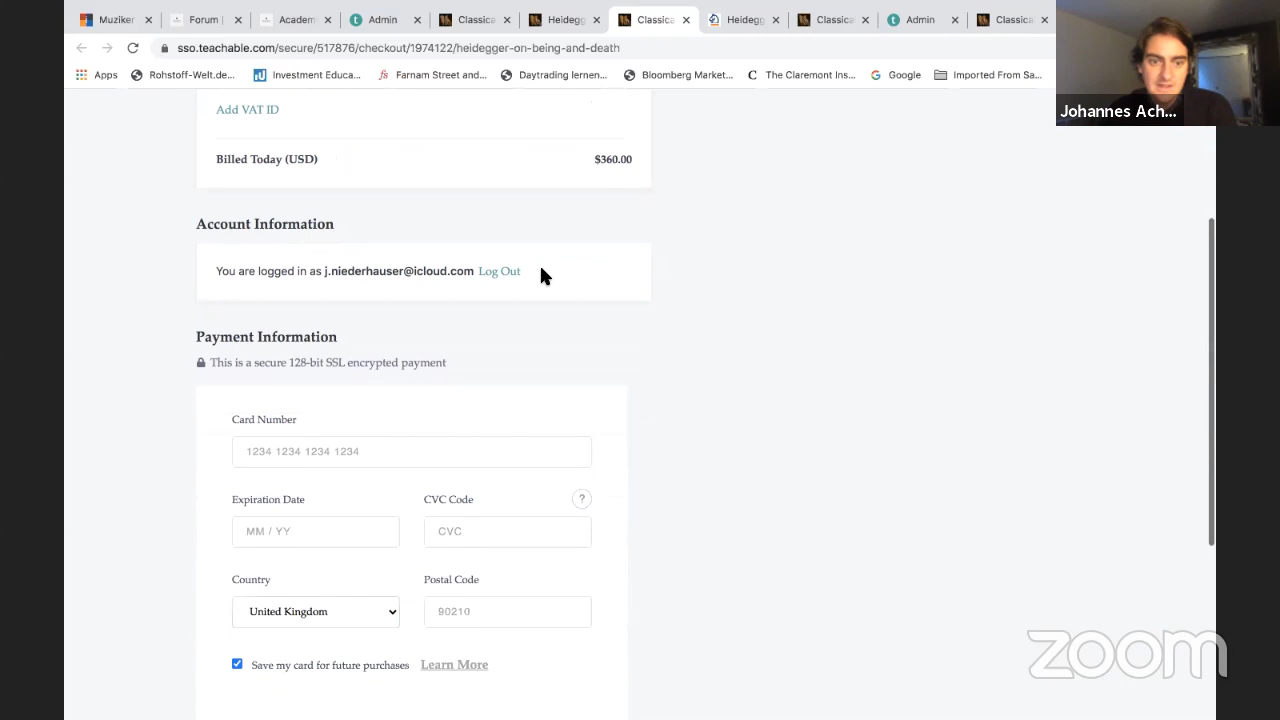 Muziker
Forum |
Academ
Admin
Classica
Heidegg
Classica
Heidegg
Classica
Admin
Classica
sso.teachable.com/secure/517876/checkout/1974122/heidegger-on-being-and-death
Apps
Rohstoff-Welt.de...
Investment Educa...
Farnam Street and...
Daytrading lernen...
Bloomberg Market...
The Claremont Ins...
Google
Imported From Sa...
Johannes Ach...
Add VAT ID
Billed Today (USD) $360.00
Account Information
You are logged in as j.niederhauser@icloud.com Log Out
Payment Information
This is a secure 128-bit SSL encrypted payment
Card Number
1234 1234 1234 1234
Expiration Date CVC Code ?
MM / YY CVC
Country Postal Code
United Kingdom 90210
Save my card for future purchases Learn More
zoom